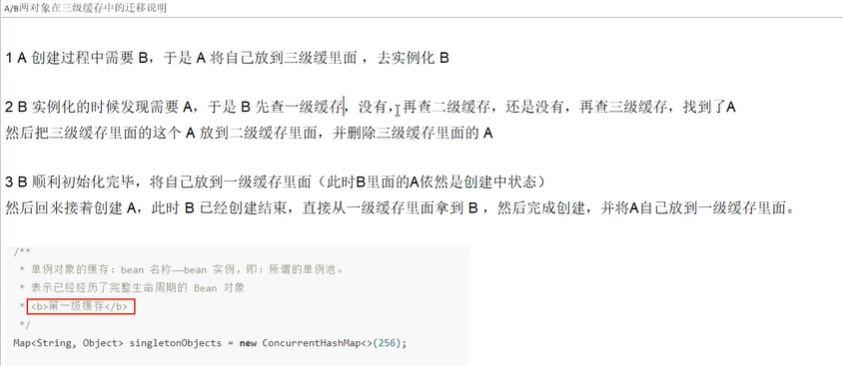 A/B两对象在三级缓存中的迁移说明
1 A 创建过程中需要 B，于是 A 将自己放到三级缓里面 ，去实例化 B
2 B 实例化的时候发现需要 A，于是 B 先查一级缓存，没有，再查二级缓存，还是没有，再查三级缓存，找到了A
然后把三级缓存里面的这个 A 放到二级缓存里面，并删除三级缓存里面的 A
3 B 顺利初始化完毕，将自己放到一级缓存里面（此时B里面的A依然是创建中状态）
然后回来接着创建 A，此时 B 已经创建结束，直接从一级缓存里面拿到 B ，然后完成创建，并将A自己放到一级缓存里面。
/**
* 单例对象的缓存：bean 名称——bean 实例，即：所谓的单例池。
* 表示已经经历了完整生命周期的 Bean 对象
* <b>第一级缓存</b>
*/
Map<String, Object> singletonObjects = new ConcurrentHashMap<>(256);